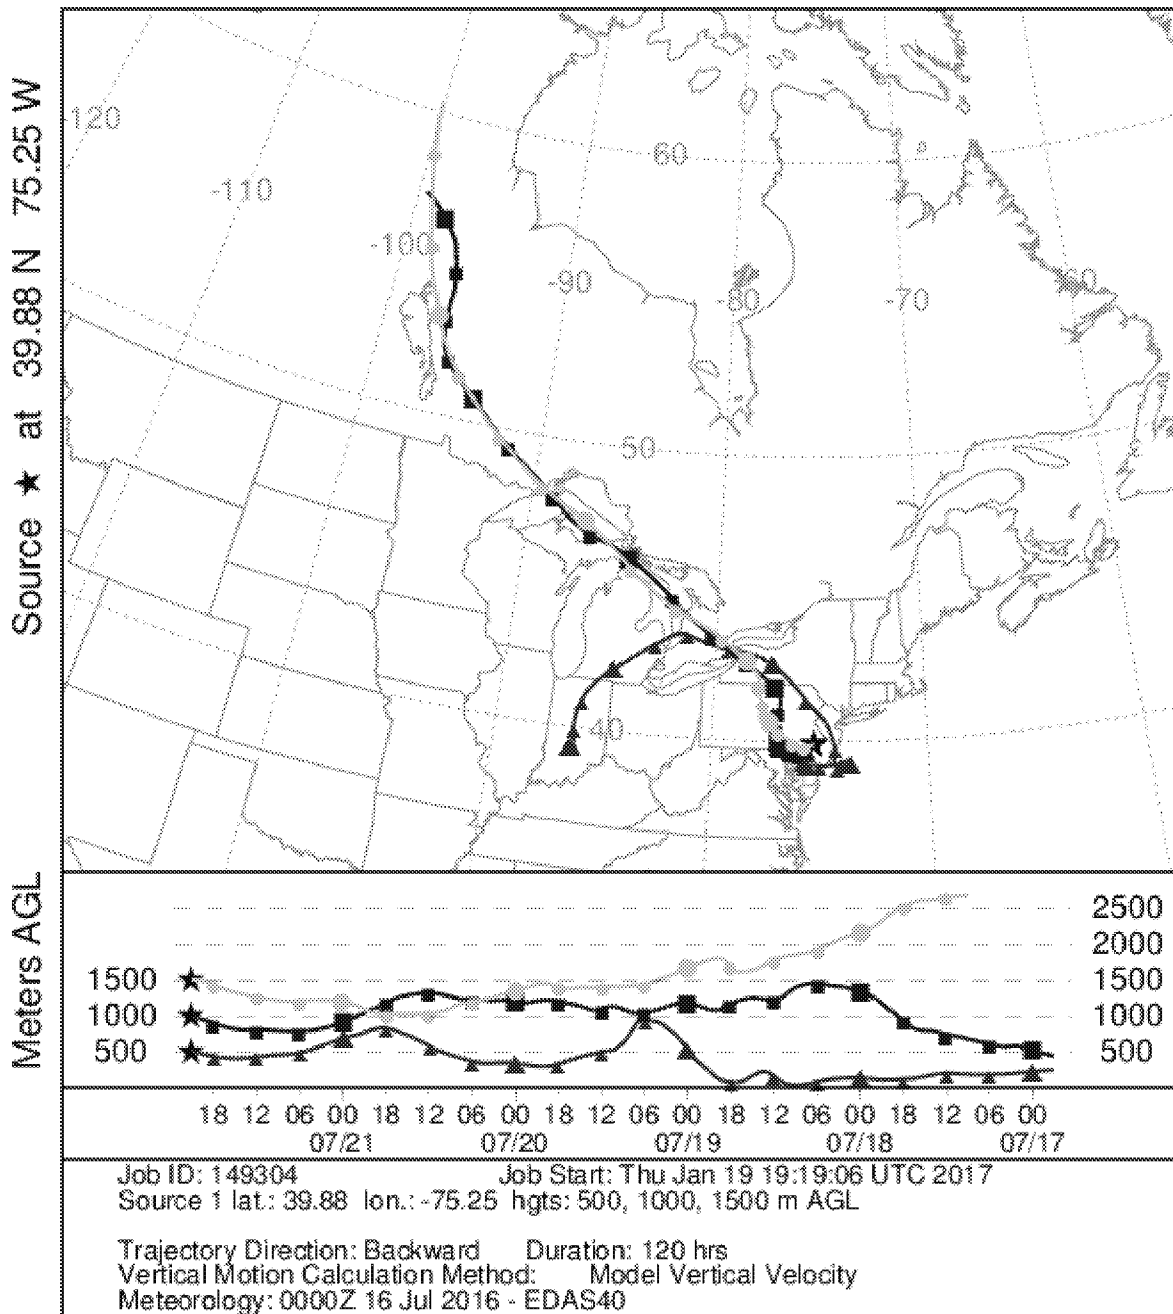 Source ★ at 39.88 N 75.25 W
-120
-110
60
-100
-90
-80
-70
-60
50
40
Meters AGL
2500
2000
1500 1500
1000 1000
500 500
18 12 06 00 18 12 06 00 18 12 06 00 18 12 06 00 18 12 06 00
07/21 07/20 07/19 07/18 07/17
Job ID: 149304 Job Start: Thu Jan 19 19:19:06 UTC 2017
Source 1 lat.: 39.88 lon.: -75.25 hgts: 500, 1000, 1500 m AGL
Trajectory Direction: Backward Duration: 120 hrs
Vertical Motion Calculation Method: Model Vertical Velocity
Meteorology: 0000Z 16 Jul 2016 - EDAS40